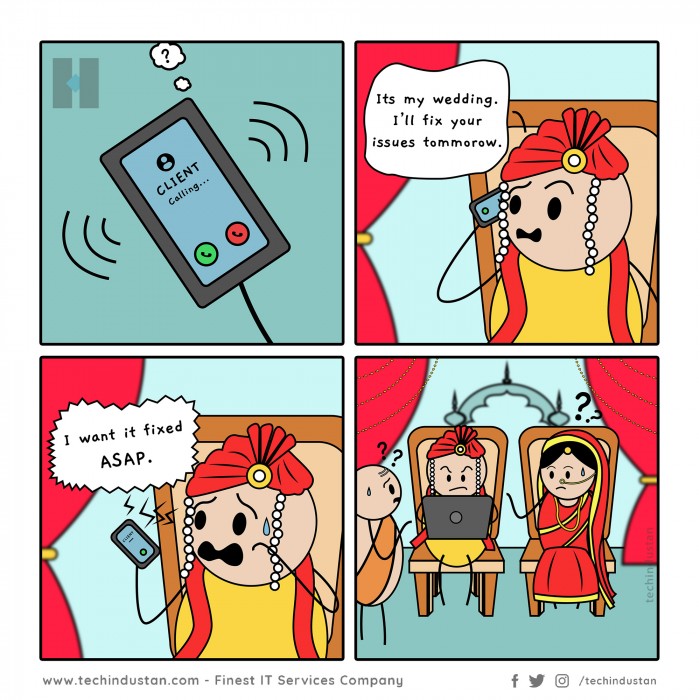 ?
CLIENT
Calling...
Its my wedding.
I'll fix your
issues tommorow.
I want it fixed
ASAP.
? ?
? ? ?
techindustan
www.techindustan.com - Finest IT Services Company
/techindustan